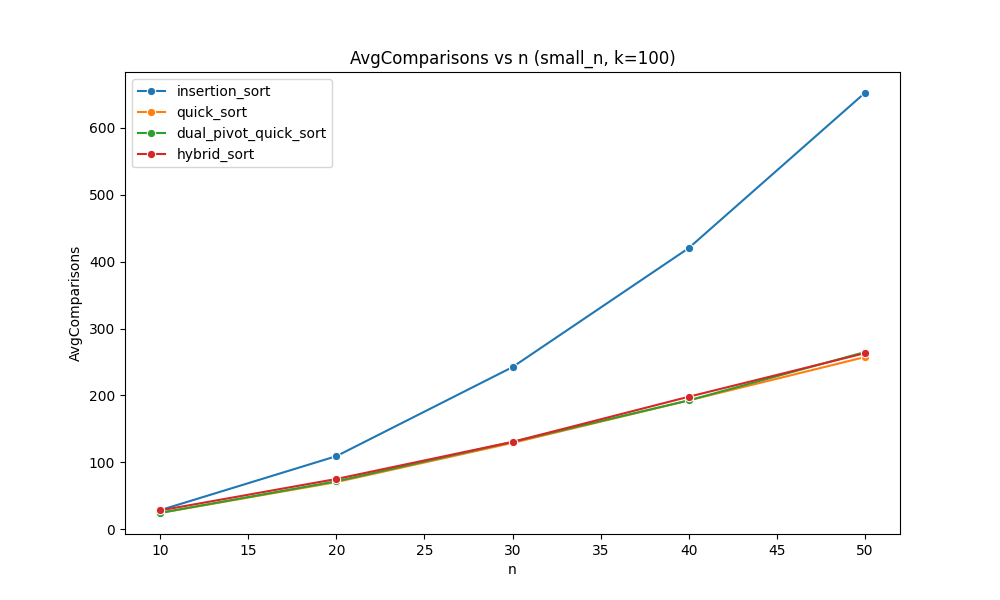 AvgComparisons vs n (small_n, k=100)
insertion_sort
quick_sort
dual_pivot_quick_sort
hybrid_sort
AvgComparisons
600
500
400
300
200
100
0
10 15 20 25 30 35 40 45 50
n